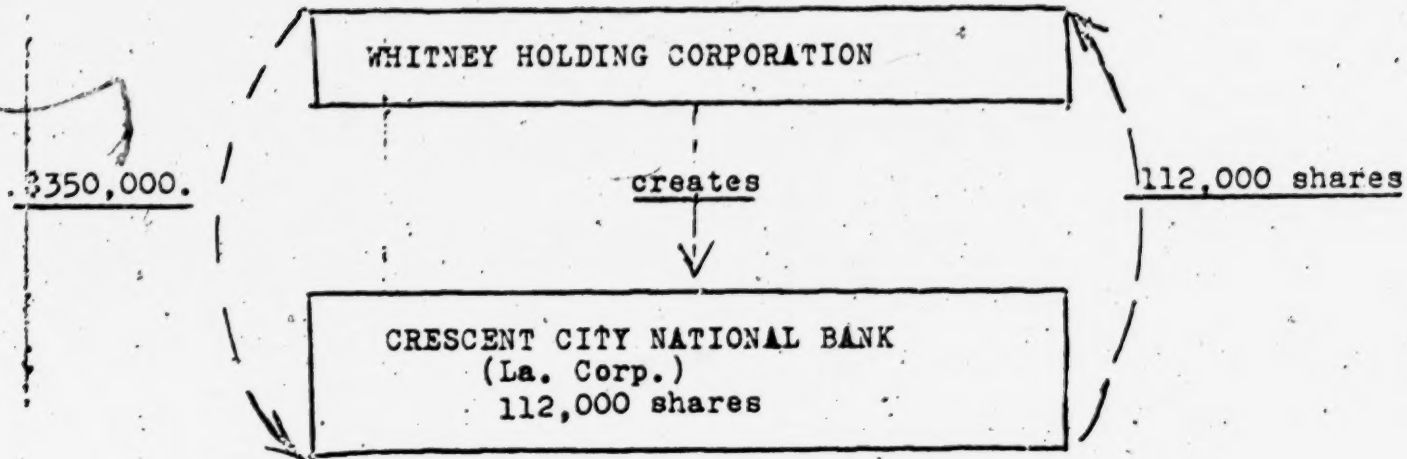 WHITNEY HOLDING CORPORATION
$350,000.
creates
112,000 shares
CRESCENT CITY NATIONAL BANK
(La. Corp.)
112,000 shares